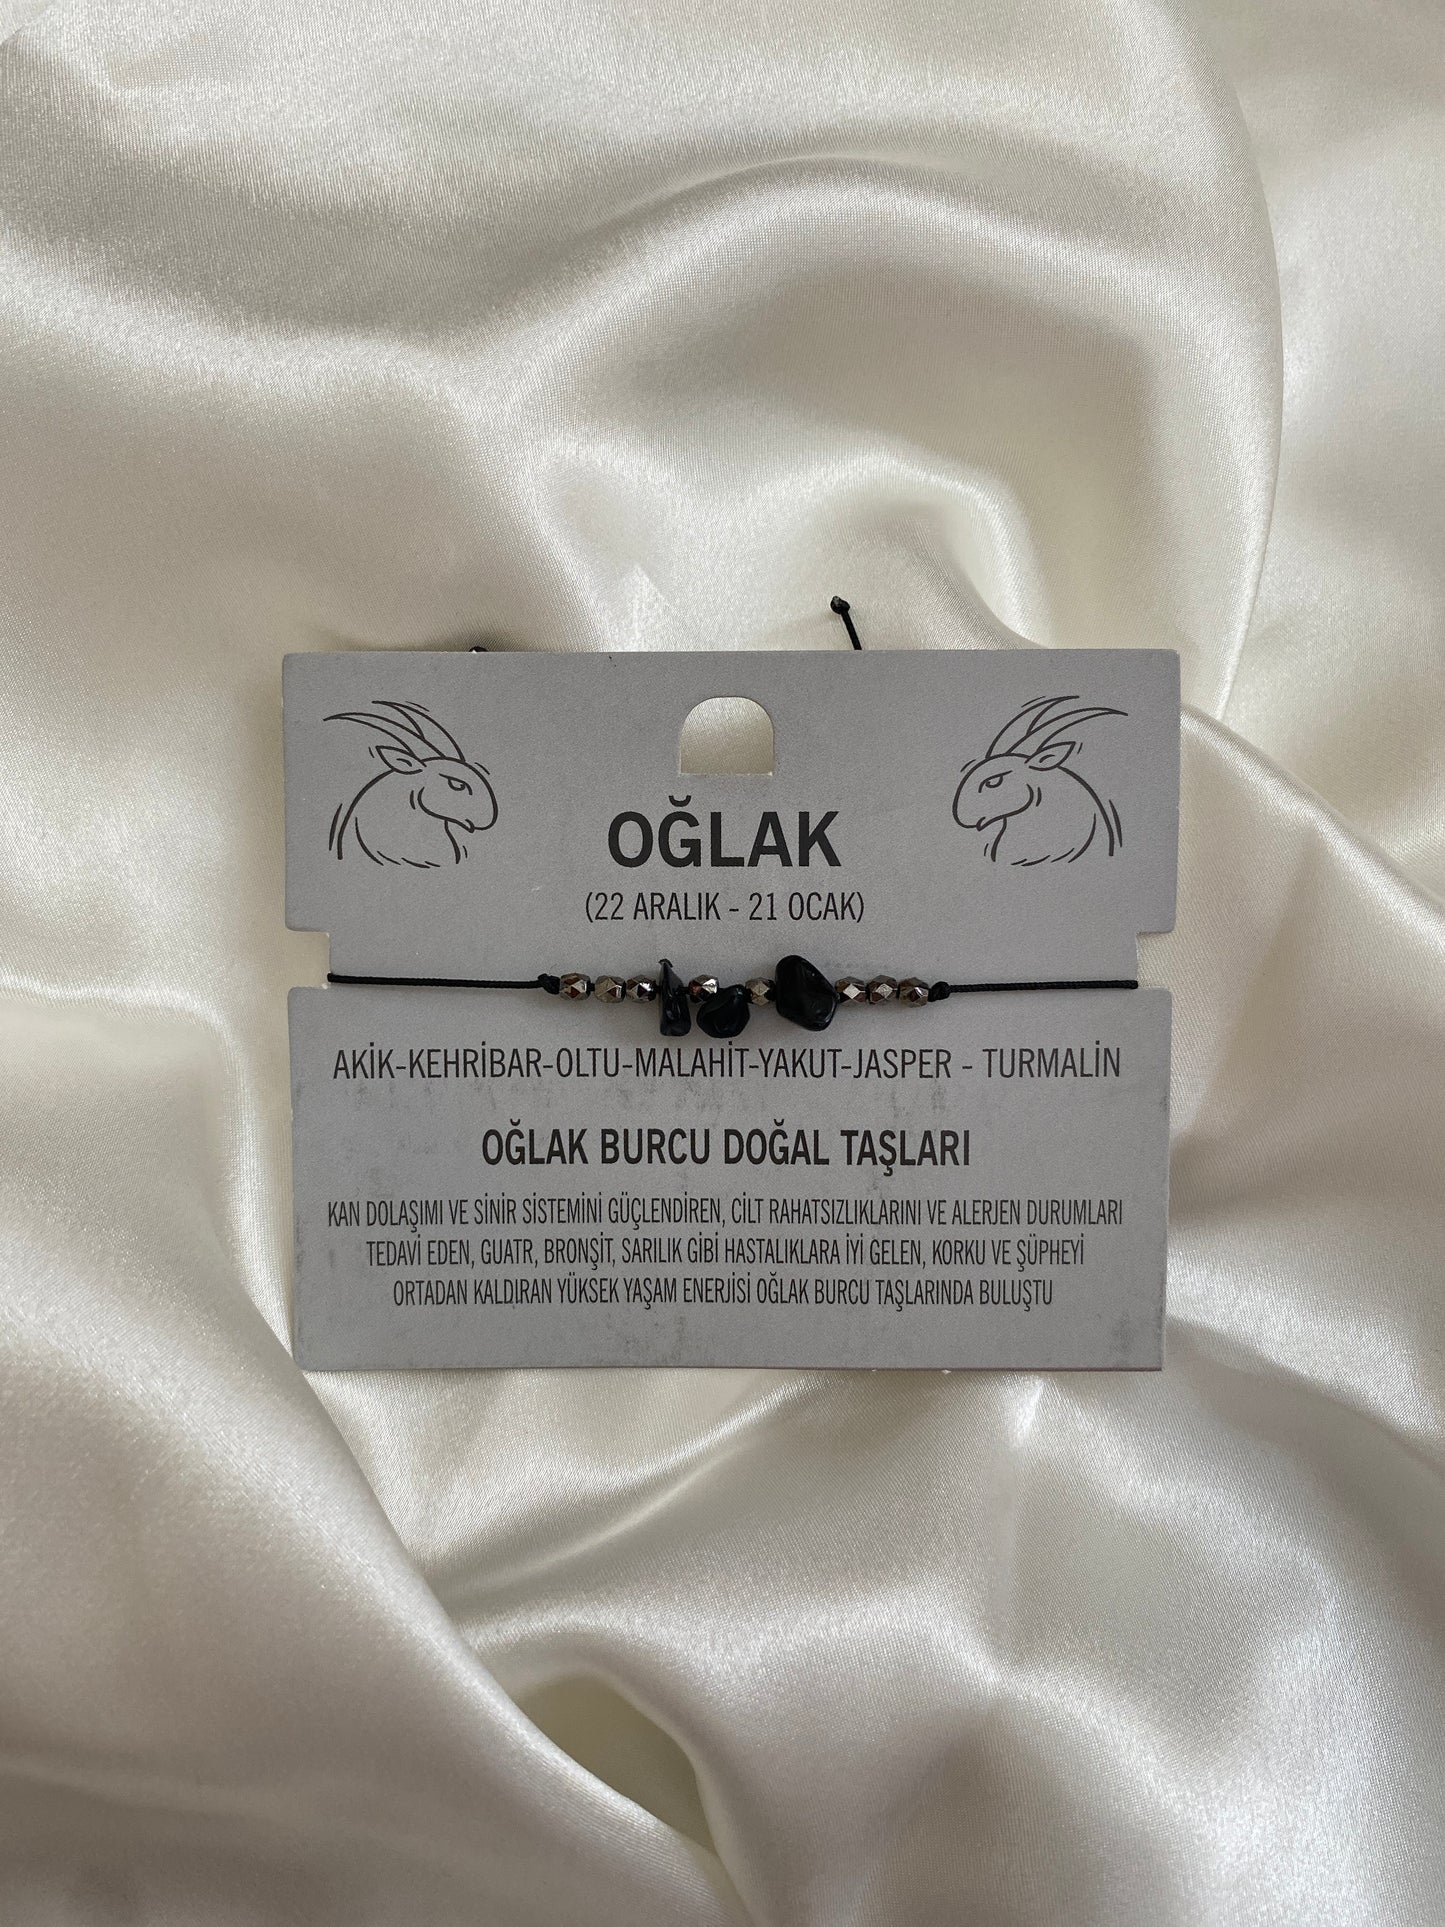 OĞLAK
(22 ARALIK - 21 OCAK)
AKİK-KEHRİBAR-OLTU-MALAHİT-YAKUT-JASPER - TURMALİN
OĞLAK BURCU DOĞAL TAŞLARI
KAN DOLAŞIMI VE SİNİR SİSTEMİNİ GÜÇLENDİREN, CİLT RAHATSIZLIKLARINI VE ALERJEN DURUMLARI
TEDAVİ EDEN, GUATR, BRONŞİT, SARILIK GİBİ HASTALIKLARA İYİ GELEN, KORKU VE ŞÜPHEYİ
ORTADAN KALDIRAN YÜKSEK YAŞAM ENERJİSİ OĞLAK BURCU TAŞLARINDA BULUŞTU